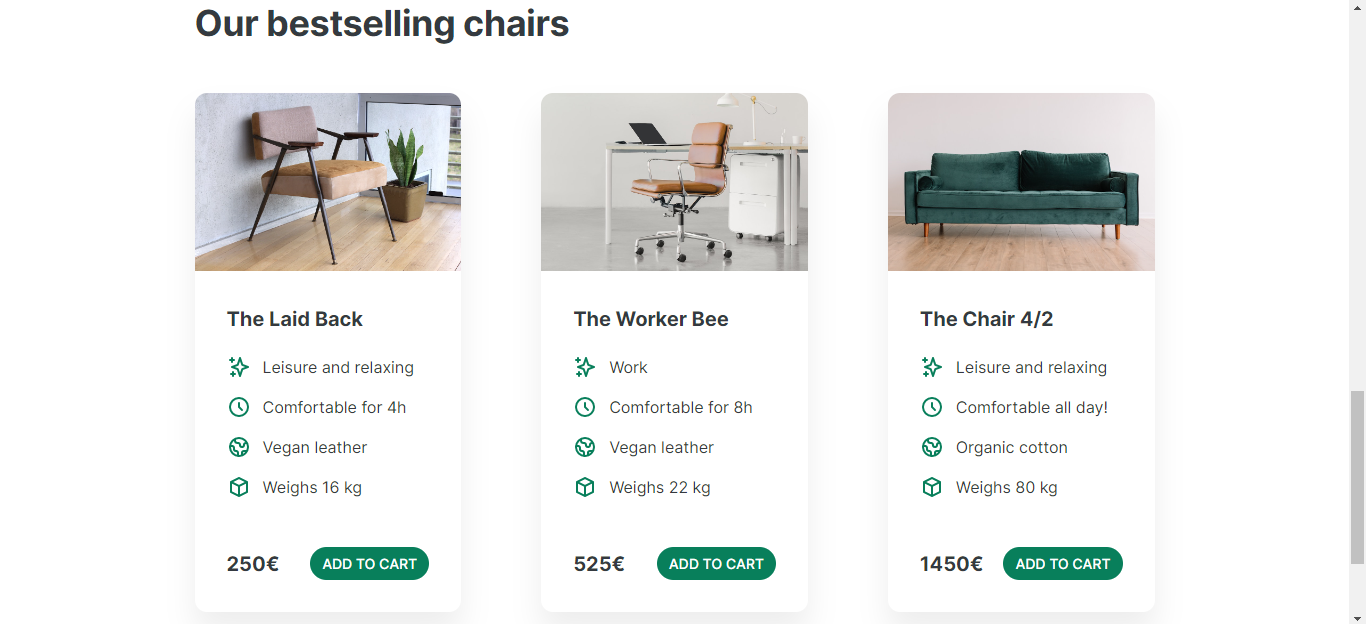 Our bestselling chairs
The Laid Back
Leisure and relaxing
Comfortable for 4h
Vegan leather
Weighs 16 kg
250€
ADD TO CART
The Worker Bee
Work
Comfortable for 8h
Vegan leather
Weighs 22 kg
525€
ADD TO CART
The Chair 4/2
Leisure and relaxing
Comfortable all day!
Organic cotton
Weighs 80 kg
1450€
ADD TO CART